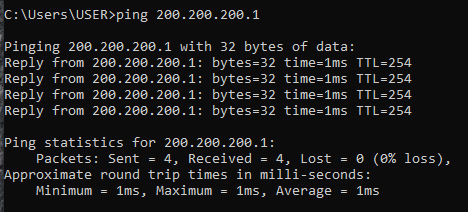 C:\Users\USER>ping 200.200.200.1
Pinging 200.200.200.1 with 32 bytes of data:
Reply from 200.200.200.1: bytes=32 time=1ms TTL=254
Reply from 200.200.200.1: bytes=32 time=1ms TTL=254
Reply from 200.200.200.1: bytes=32 time=1ms TTL=254
Reply from 200.200.200.1: bytes=32 time=1ms TTL=254
Ping statistics for 200.200.200.1:
    Packets: Sent = 4, Received = 4, Lost = 0 (0% loss),
Approximate round trip times in milli-seconds:
    Minimum = 1ms, Maximum = 1ms, Average = 1ms